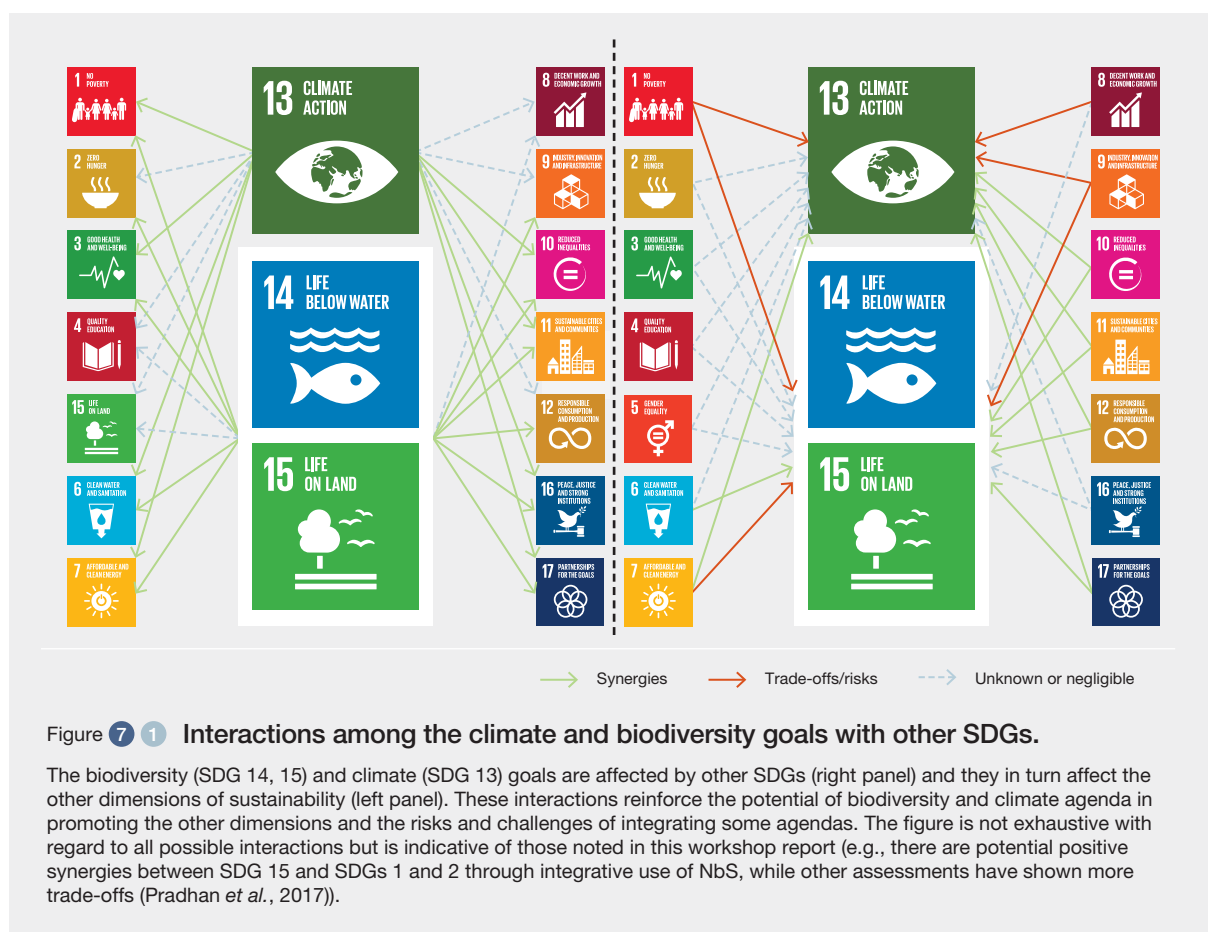 1 NO
POVERTY
2 ZERO
HUNGER
3 GOOD HEALTH
AND WELL-BEING
4 QUALITY
EDUCATION
15 LIFE
ON LAND
6 CLEAN WATER
AND SANITATION
7 AFFORDABLE AND
CLEAN ENERGY
13 CLIMATE
ACTION
14 LIFE
BELOW WATER
15 LIFE
ON LAND
8 DECENT WORK AND
ECONOMIC GROWTH
9 INDUSTRY, INNOVATION
AND INFRASTRUCTURE
10 REDUCED
INEQUALITIES
11 SUSTAINABLE CITIES
AND COMMUNITIES
12 RESPONSIBLE
CONSUMPTION
AND PRODUCTION
16 PEACE, JUSTICE
AND STRONG
INSTITUTIONS
17 PARTNERSHIPS
FOR THE GOALS
1 NO
POVERTY
2 ZERO
HUNGER
3 GOOD HEALTH
AND WELL-BEING
4 QUALITY
EDUCATION
5 GENDER
EQUALITY
6 CLEAN WATER
AND SANITATION
7 AFFORDABLE AND
CLEAN ENERGY
13 CLIMATE
ACTION
14 LIFE
BELOW WATER
15 LIFE
ON LAND
8 DECENT WORK AND
ECONOMIC GROWTH
9 INDUSTRY, INNOVATION
AND INFRASTRUCTURE
10 REDUCED
INEQUALITIES
11 SUSTAINABLE CITIES
AND COMMUNITIES
12 RESPONSIBLE
CONSUMPTION
AND PRODUCTION
16 PEACE, JUSTICE
AND STRONG
INSTITUTIONS
17 PARTNERSHIPS
FOR THE GOALS
Synergies Trade-offs/risks Unknown or negligible
Figure 7 1 Interactions among the climate and biodiversity goals with other SDGs.
The biodiversity (SDG 14, 15) and climate (SDG 13) goals are affected by other SDGs (right panel) and they in turn affect the
other dimensions of sustainability (left panel). These interactions reinforce the potential of biodiversity and climate agenda in
promoting the other dimensions and the risks and challenges of integrating some agendas. The figure is not exhaustive with
regard to all possible interactions but is indicative of those noted in this workshop report (e.g., there are potential positive
synergies between SDG 15 and SDGs 1 and 2 through integrative use of NbS, while other assessments have shown more
trade-offs (Pradhan et al., 2017)).